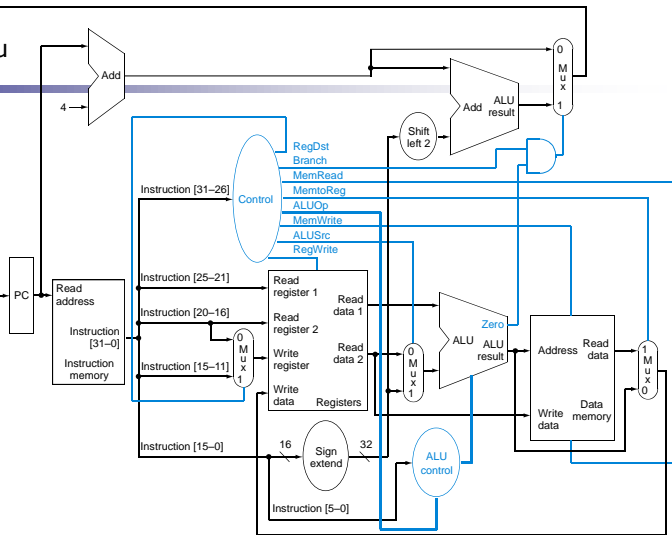 u
Add
4
0
M
u
x
1
Add
ALU
result
Shift
left 2
RegDst
Branch
MemRead
MemtoReg
ALUOp
MemWrite
ALUSrc
RegWrite
Control
Instruction [31–26]
Instruction [25–21]
Instruction [20–16]
Instruction [15–11]
Instruction [15–0]
Instruction [5–0]
PC
Read
address
Instruction
[31–0]
Instruction
memory
0
M
u
x
1
Read
register 1
Read
register 2
Write
register
Write
data
Read
data 1
Read
data 2
Registers
0
M
u
x
1
Zero
ALU
ALU
result
Address
Read
data
Write
data
Data
memory
1
M
u
x
0
16
Sign
extend
32
ALU
control